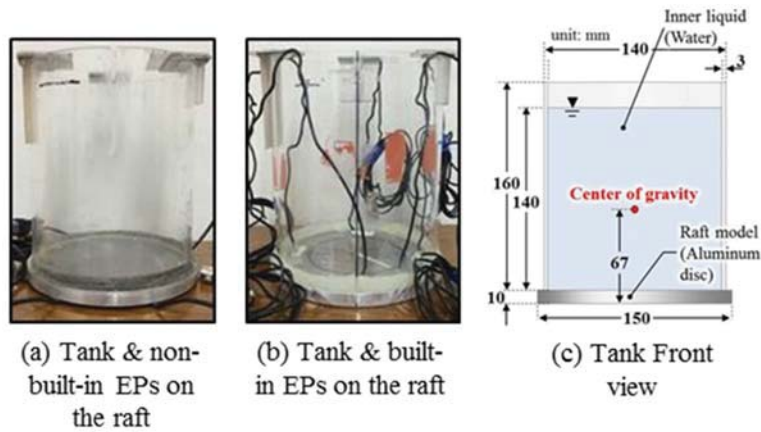 Inner liquid
(Water)
unit: mm
140
3
160
140
Center of gravity
67
Raft model
(Aluminum
disc)
10
150
(a) Tank & non-
built-in EPs on
the raft
(b) Tank & built-
in EPs on the raft
(c) Tank Front
view